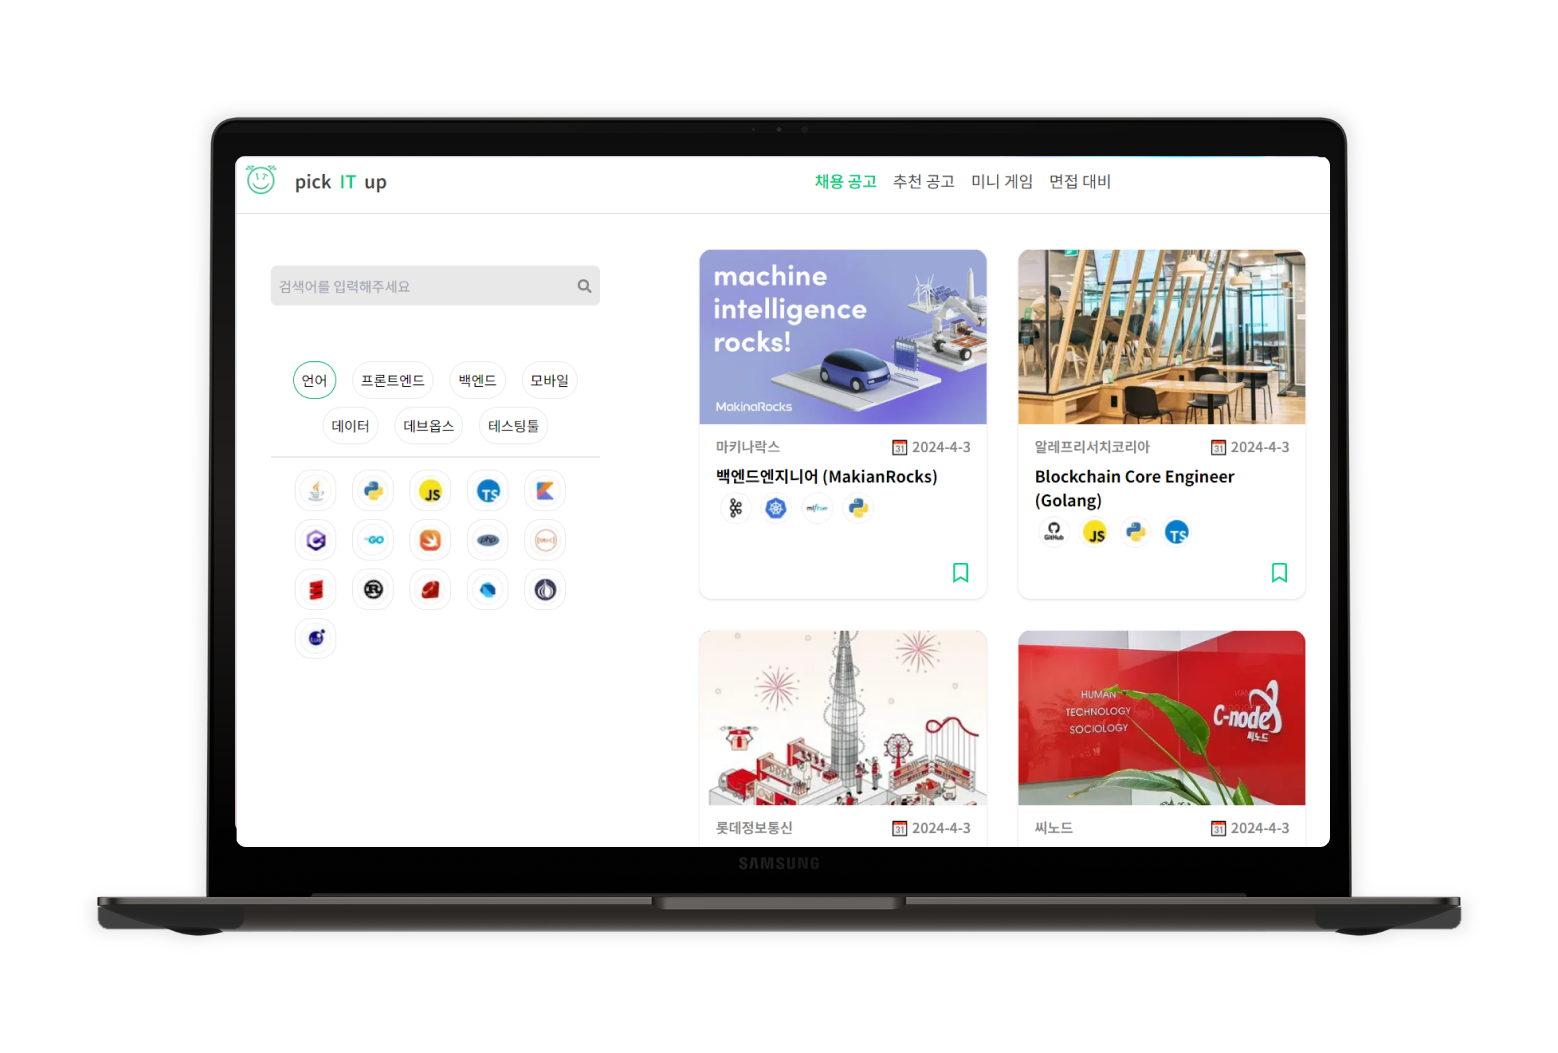 pick IT up
채용 공고 추천 공고 미니 게임 면접 대비
검색어를 입력해주세요
언어 프론트엔드 백엔드 모바일
데이터 데브옵스 테스팅툴
JS TS
GO php
machine
intelligence
rocks!
MakinaRocks
마키나락스 31 2024-4-3
백엔드엔지니어 (MakianRocks)
mlflow
알레프리서치코리아 31 2024-4-3
Blockchain Core Engineer
(Golang)
GitHub JS TS
롯데정보통신 31 2024-4-3
HUMAN
TECHNOLOGY
SOCIOLOGY
C-node
씨노드
씨노드 31 2024-4-3
SAMSUNG